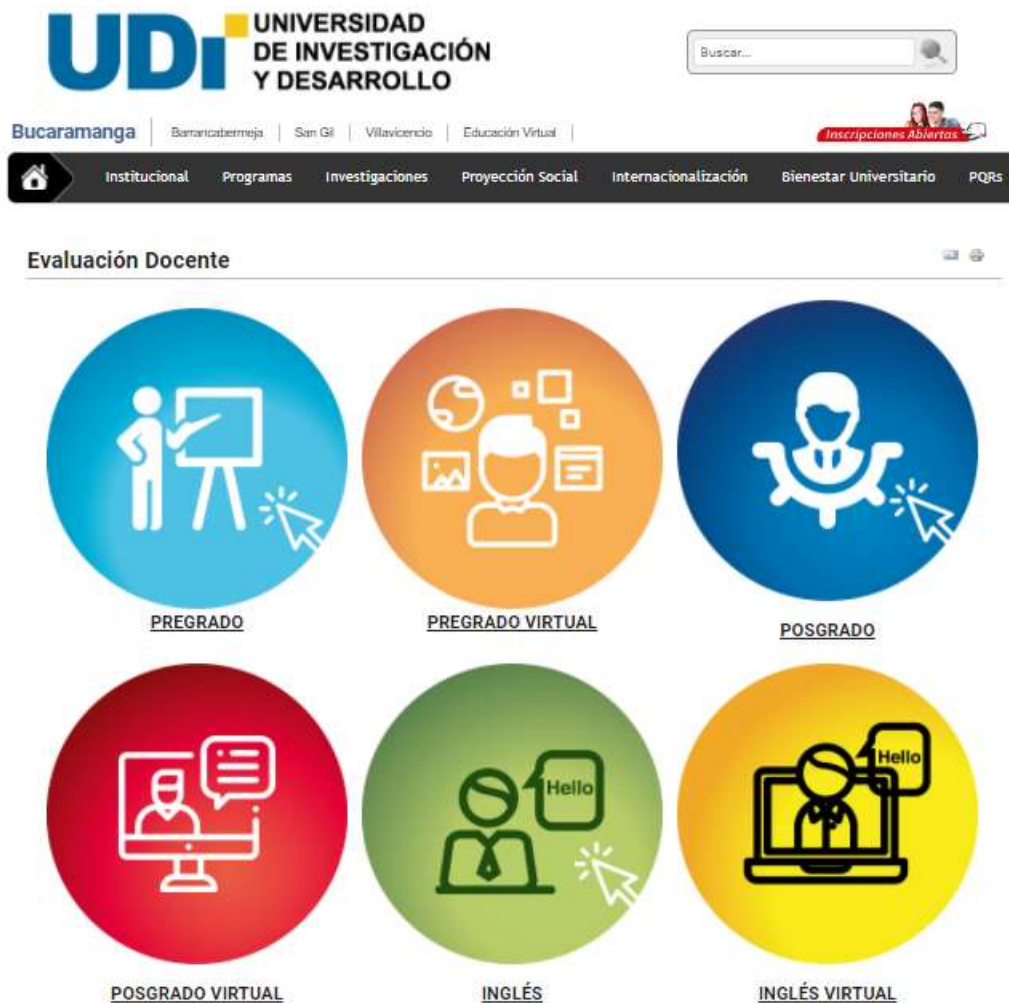 UDi UNIVERSIDAD
DE INVESTIGACIÓN
Y DESARROLLO
Buscar...
Bucaramanga | Barrancabermeja | San Gil | Villavicencio | Educación Virtual |
Inscripciones Abiertas
Institucional Programas Investigaciones Proyección Social Internacionalización Bienestar Universitario PQRs
Evaluación Docente
PREGRADO PREGRADO VIRTUAL POSGRADO
Hello Hello
POSGRADO VIRTUAL INGLÉS INGLÉS VIRTUAL